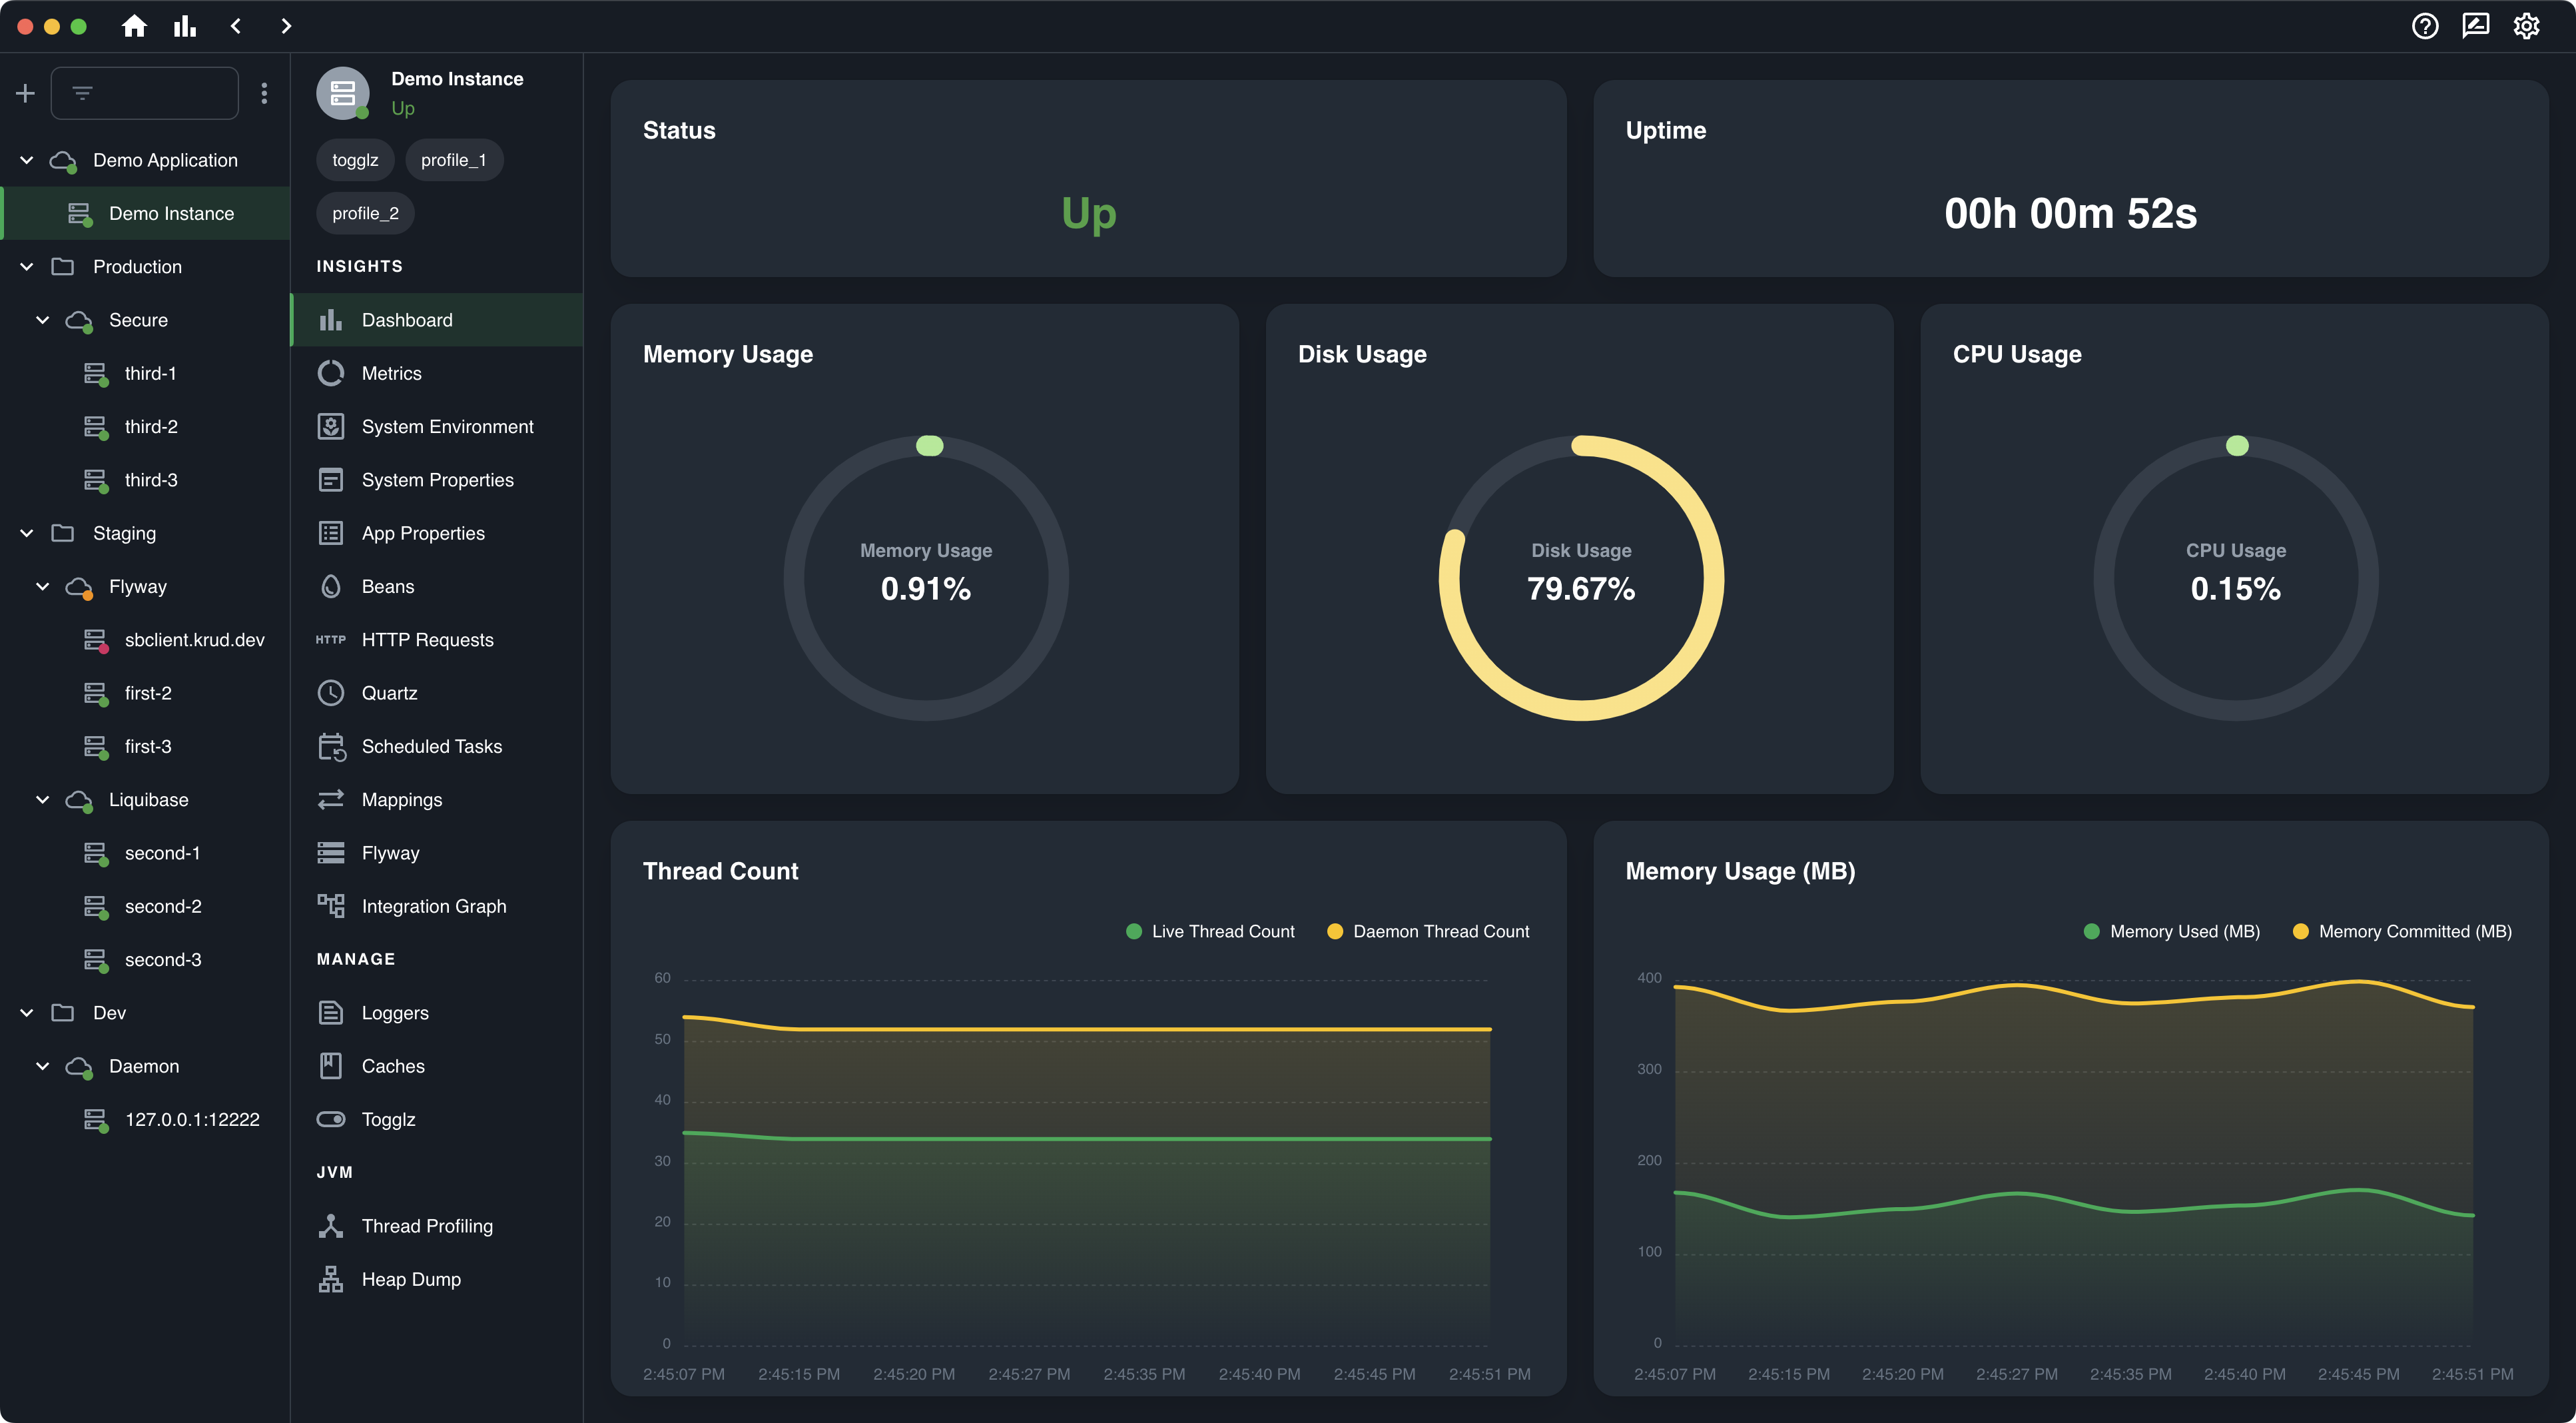 Demo Application
Demo Instance
Production
Secure
third-1
third-2
third-3
Staging
Flyway
sbclient.krud.dev
first-2
first-3
Liquibase
second-1
second-2
second-3
Dev
Daemon
127.0.0.1:12222
Demo Instance
Up
togglz profile_1
profile_2
INSIGHTS
Dashboard
Metrics
System Environment
System Properties
App Properties
Beans
HTTP HTTP Requests
Quartz
Scheduled Tasks
Mappings
Flyway
Integration Graph
MANAGE
Loggers
Caches
Togglz
JVM
Thread Profiling
Heap Dump
Status
Up
Uptime
00h 00m 52s
Memory Usage
Memory Usage
0.91%
Disk Usage
Disk Usage
79.67%
CPU Usage
CPU Usage
0.15%
Thread Count
Live Thread Count Daemon Thread Count
60
50
40
30
20
10
0
2:45:07 PM 2:45:15 PM 2:45:20 PM 2:45:27 PM 2:45:35 PM 2:45:40 PM 2:45:45 PM 2:45:51 PM
Memory Usage (MB)
Memory Used (MB) Memory Committed (MB)
400
300
200
100
0
2:45:07 PM 2:45:15 PM 2:45:20 PM 2:45:27 PM 2:45:35 PM 2:45:40 PM 2:45:45 PM 2:45:51 PM